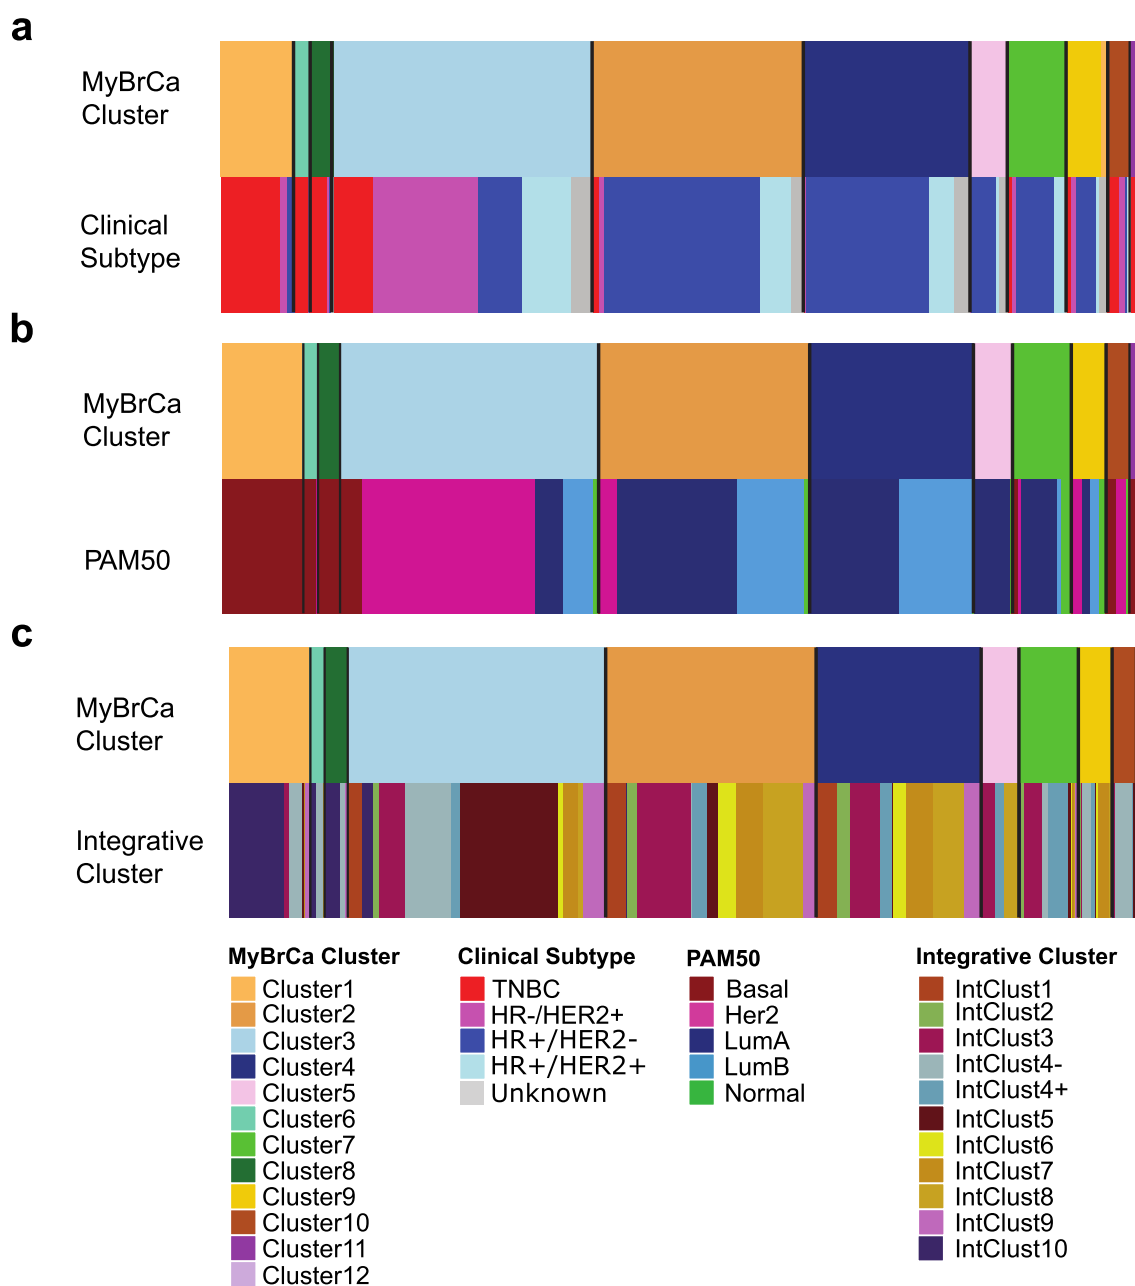 a
MyBrCa
Cluster
Clinical
Subtype
b
MyBrCa
Cluster
PAM50
c
MyBrCa
Cluster
Integrative
Cluster
MyBrCa Cluster
Cluster1
Cluster2
Cluster3
Cluster4
Cluster5
Cluster6
Cluster7
Cluster8
Cluster9
Cluster10
Cluster11
Cluster12
Clinical Subtype
TNBC
HR-/HER2+
HR+/HER2-
HR+/HER2+
Unknown
PAM50
Basal
Her2
LumA
LumB
Normal
Integrative Cluster
IntClust1
IntClust2
IntClust3
IntClust4-
IntClust4+
IntClust5
IntClust6
IntClust7
IntClust8
IntClust9
IntClust10